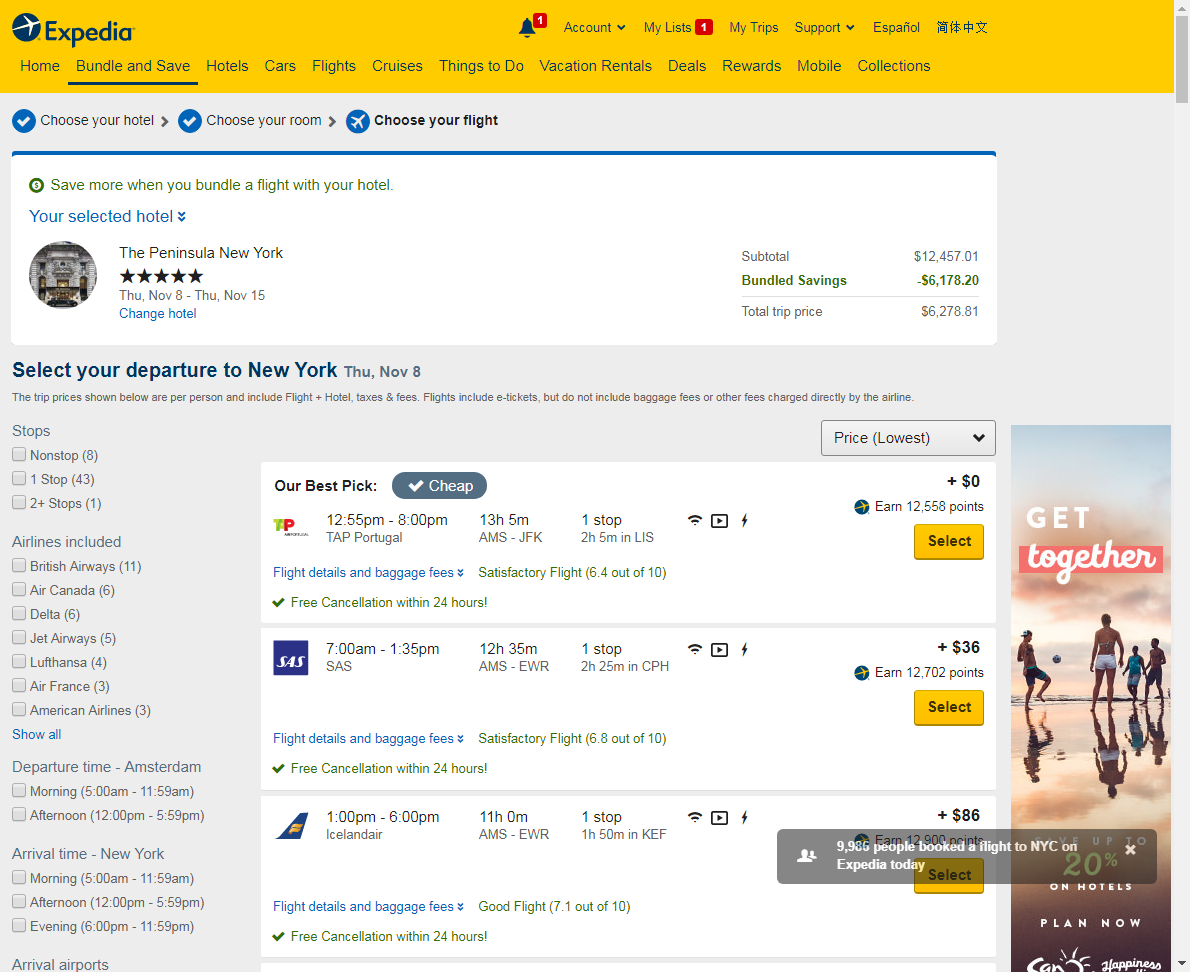 Expedia
1
Account
My Lists 1
My Trips
Support
Español
简体中文
Home
Bundle and Save
Hotels
Cars
Flights
Cruises
Things to Do
Vacation Rentals
Deals
Rewards
Mobile
Collections
Choose your hotel
Choose your room
Choose your flight
Save more when you bundle a flight with your hotel.
Your selected hotel
The Peninsula New York
Thu, Nov 8 - Thu, Nov 15
Change hotel
Subtotal $12,457.01
Bundled Savings -$6,178.20
Total trip price $6,278.81
Select your departure to New York Thu, Nov 8
The trip prices shown below are per person and include Flight + Hotel, taxes & fees. Flights include e-tickets, but do not include baggage fees or other fees charged directly by the airline.
Stops
Nonstop (8)
1 Stop (43)
2+ Stops (1)
Airlines included
British Airways (11)
Air Canada (6)
Delta (6)
Jet Airways (5)
Lufthansa (4)
Air France (3)
American Airlines (3)
Show all
Departure time - Amsterdam
Morning (5:00am - 11:59am)
Afternoon (12:00pm - 5:59pm)
Arrival time - New York
Morning (5:00am - 11:59am)
Afternoon (12:00pm - 5:59pm)
Evening (6:00pm - 11:59pm)
Arrival airports
Price (Lowest)
Our Best Pick: Cheap
+ $0
Earn 12,558 points
Select
TAP
12:55pm - 8:00pm 13h 5m 1 stop
TAP Portugal AMS - JFK 2h 5m in LIS
Flight details and baggage fees Satisfactory Flight (6.4 out of 10)
Free Cancellation within 24 hours!
SAS
7:00am - 1:35pm 12h 35m 1 stop
SAS AMS - EWR 2h 25m in CPH
+ $36
Earn 12,702 points
Select
Flight details and baggage fees Satisfactory Flight (6.8 out of 10)
Free Cancellation within 24 hours!
1:00pm - 6:00pm 11h 0m 1 stop
Icelandair AMS - EWR 1h 50m in KEF
+ $86
Earn 12,900 points
Select
9,986 people booked a flight to NYC on
Expedia today
Flight details and baggage fees Good Flight (7.1 out of 10)
Free Cancellation within 24 hours!
GET
together
SAVE UP TO
20%
ON HOTELS
PLAN NOW
San
Happiness